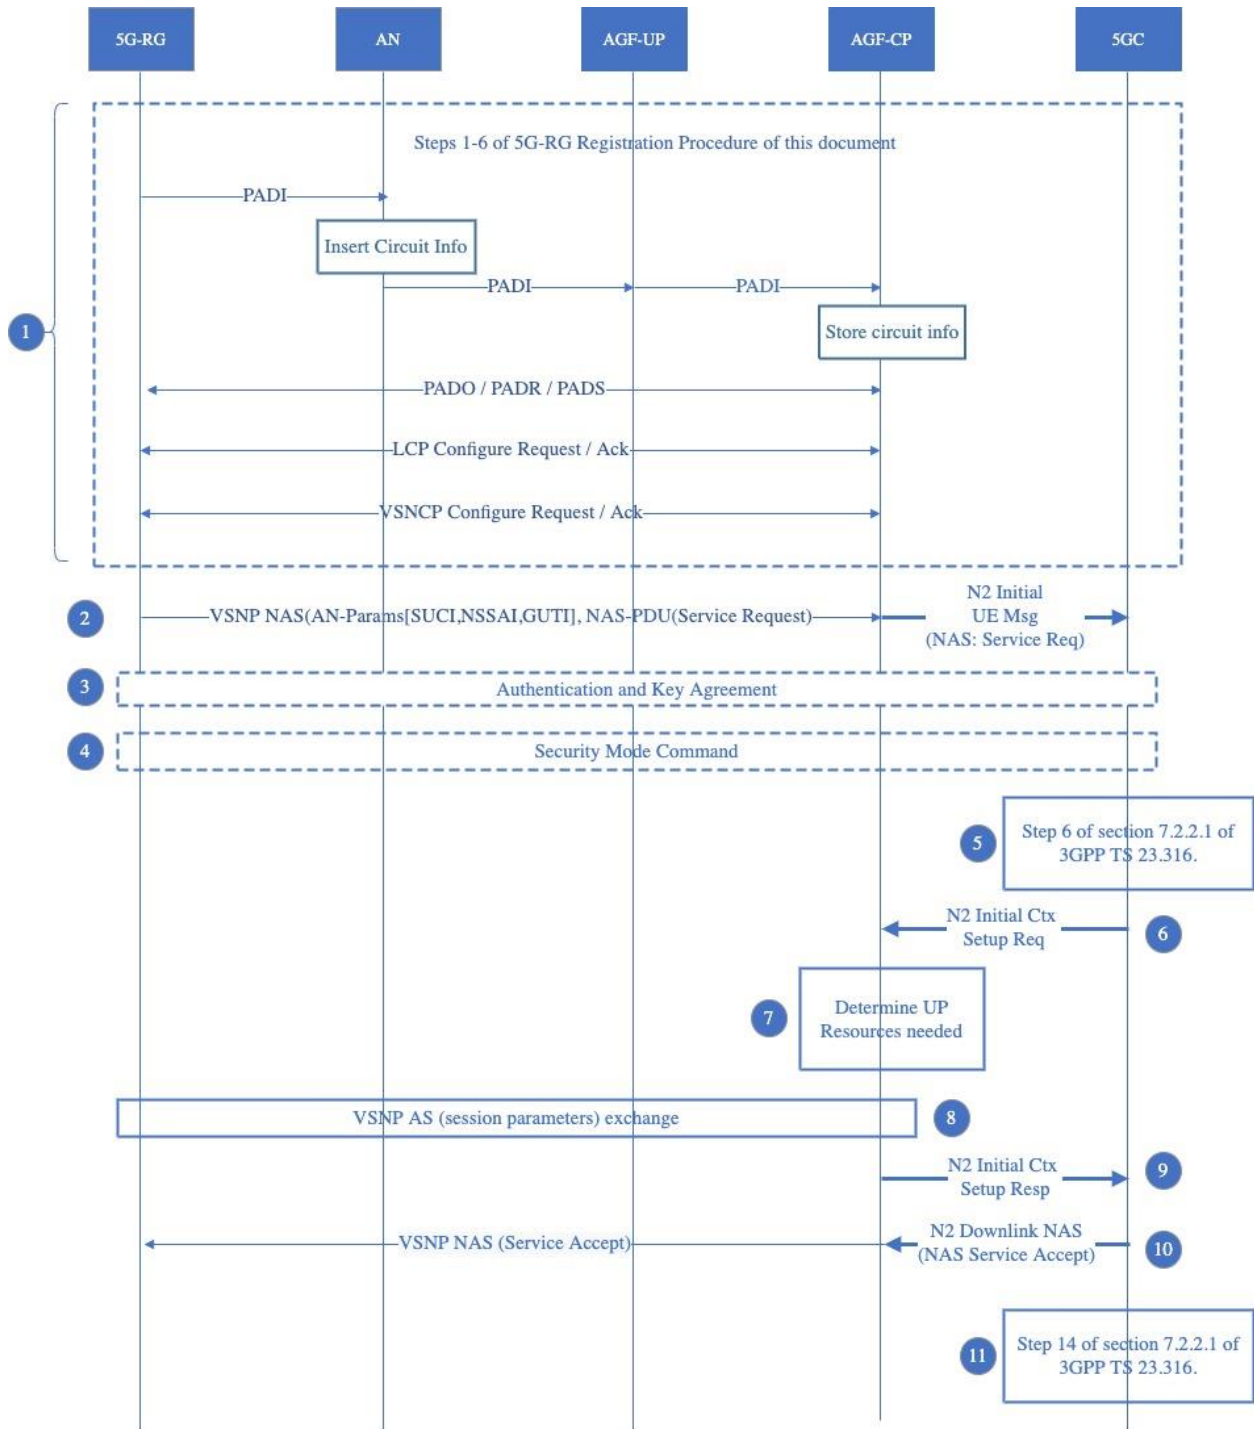 5G-RG
AN
AGF-UP
AGF-CP
5GC
Steps 1-6 of 5G-RG Registration Procedure of this document
PADI
Insert Circuit Info
PADI
PADI
1
Store circuit info
PADO / PADR / PADS
LCP Configure Request / Ack
VSNCP Configure Request / Ack
2
VSNP NAS(AN-Params[SUCI,NSSAI,GUTI], NAS-PDU(Service Request)
N2 Initial
UE Msg
(NAS: Service Req)
3
Authentication and Key Agreement
4
Security Mode Command
5
Step 6 of section 7.2.2.1 of
3GPP TS 23.316.
N2 Initial Ctx
Setup Req
6
7
Determine UP
Resources needed
VSNP AS (session parameters) exchange
8
N2 Initial Ctx
Setup Resp
9
VSNP NAS (Service Accept)
N2 Downlink NAS
(NAS Service Accept)
10
11
Step 14 of section 7.2.2.1 of
3GPP TS 23.316.